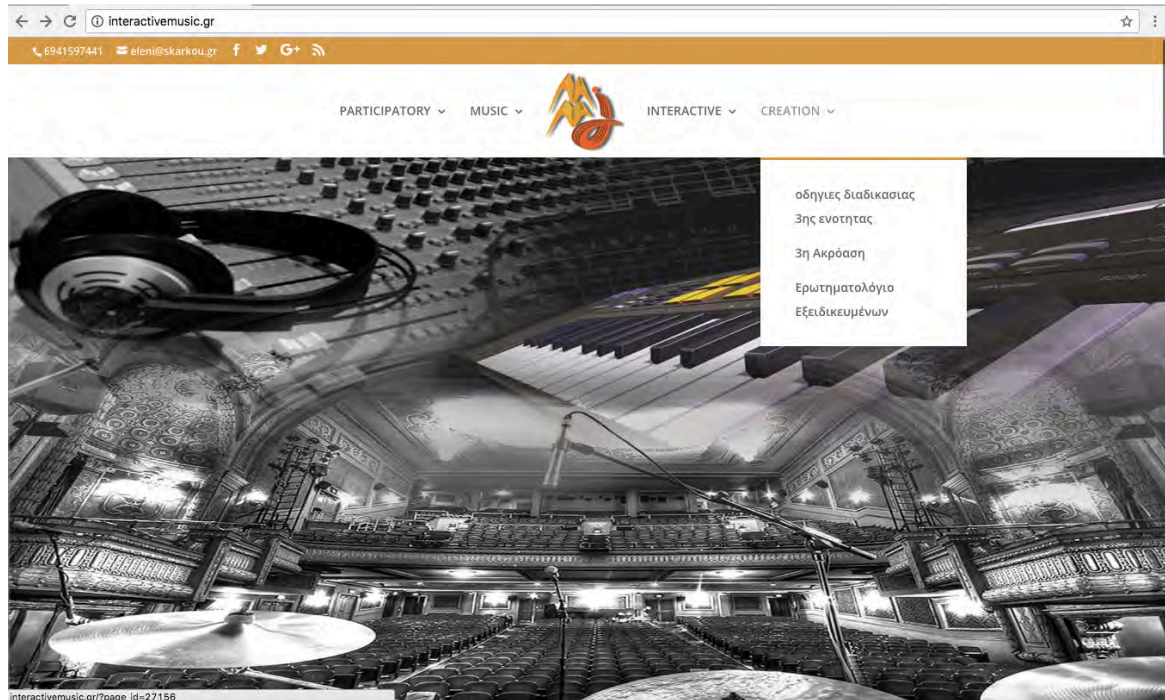 interactivemusic.gr
6941597441 eleni@skarkou.gr f G+
PARTICIPATORY MUSIC INTERACTIVE CREATION
οδηγιες διαδικασιας
3ης ενοτητας
3η Ακρόαση
Ερωτηματολόγιο
Εξειδικευμένων
interactivemusic.gr/?page_id=27156